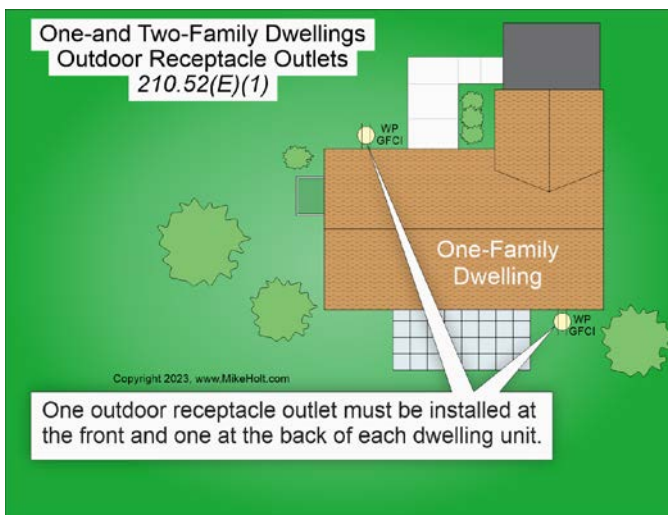 One-and Two-Family Dwellings
Outdoor Receptacle Outlets
210.52(E)(1)
WP
GFCI
One-Family
Dwelling
WP
GFCI
Copyright 2023, www.MikeHolt.com
One outdoor receptacle outlet must be installed at
the front and one at the back of each dwelling unit.